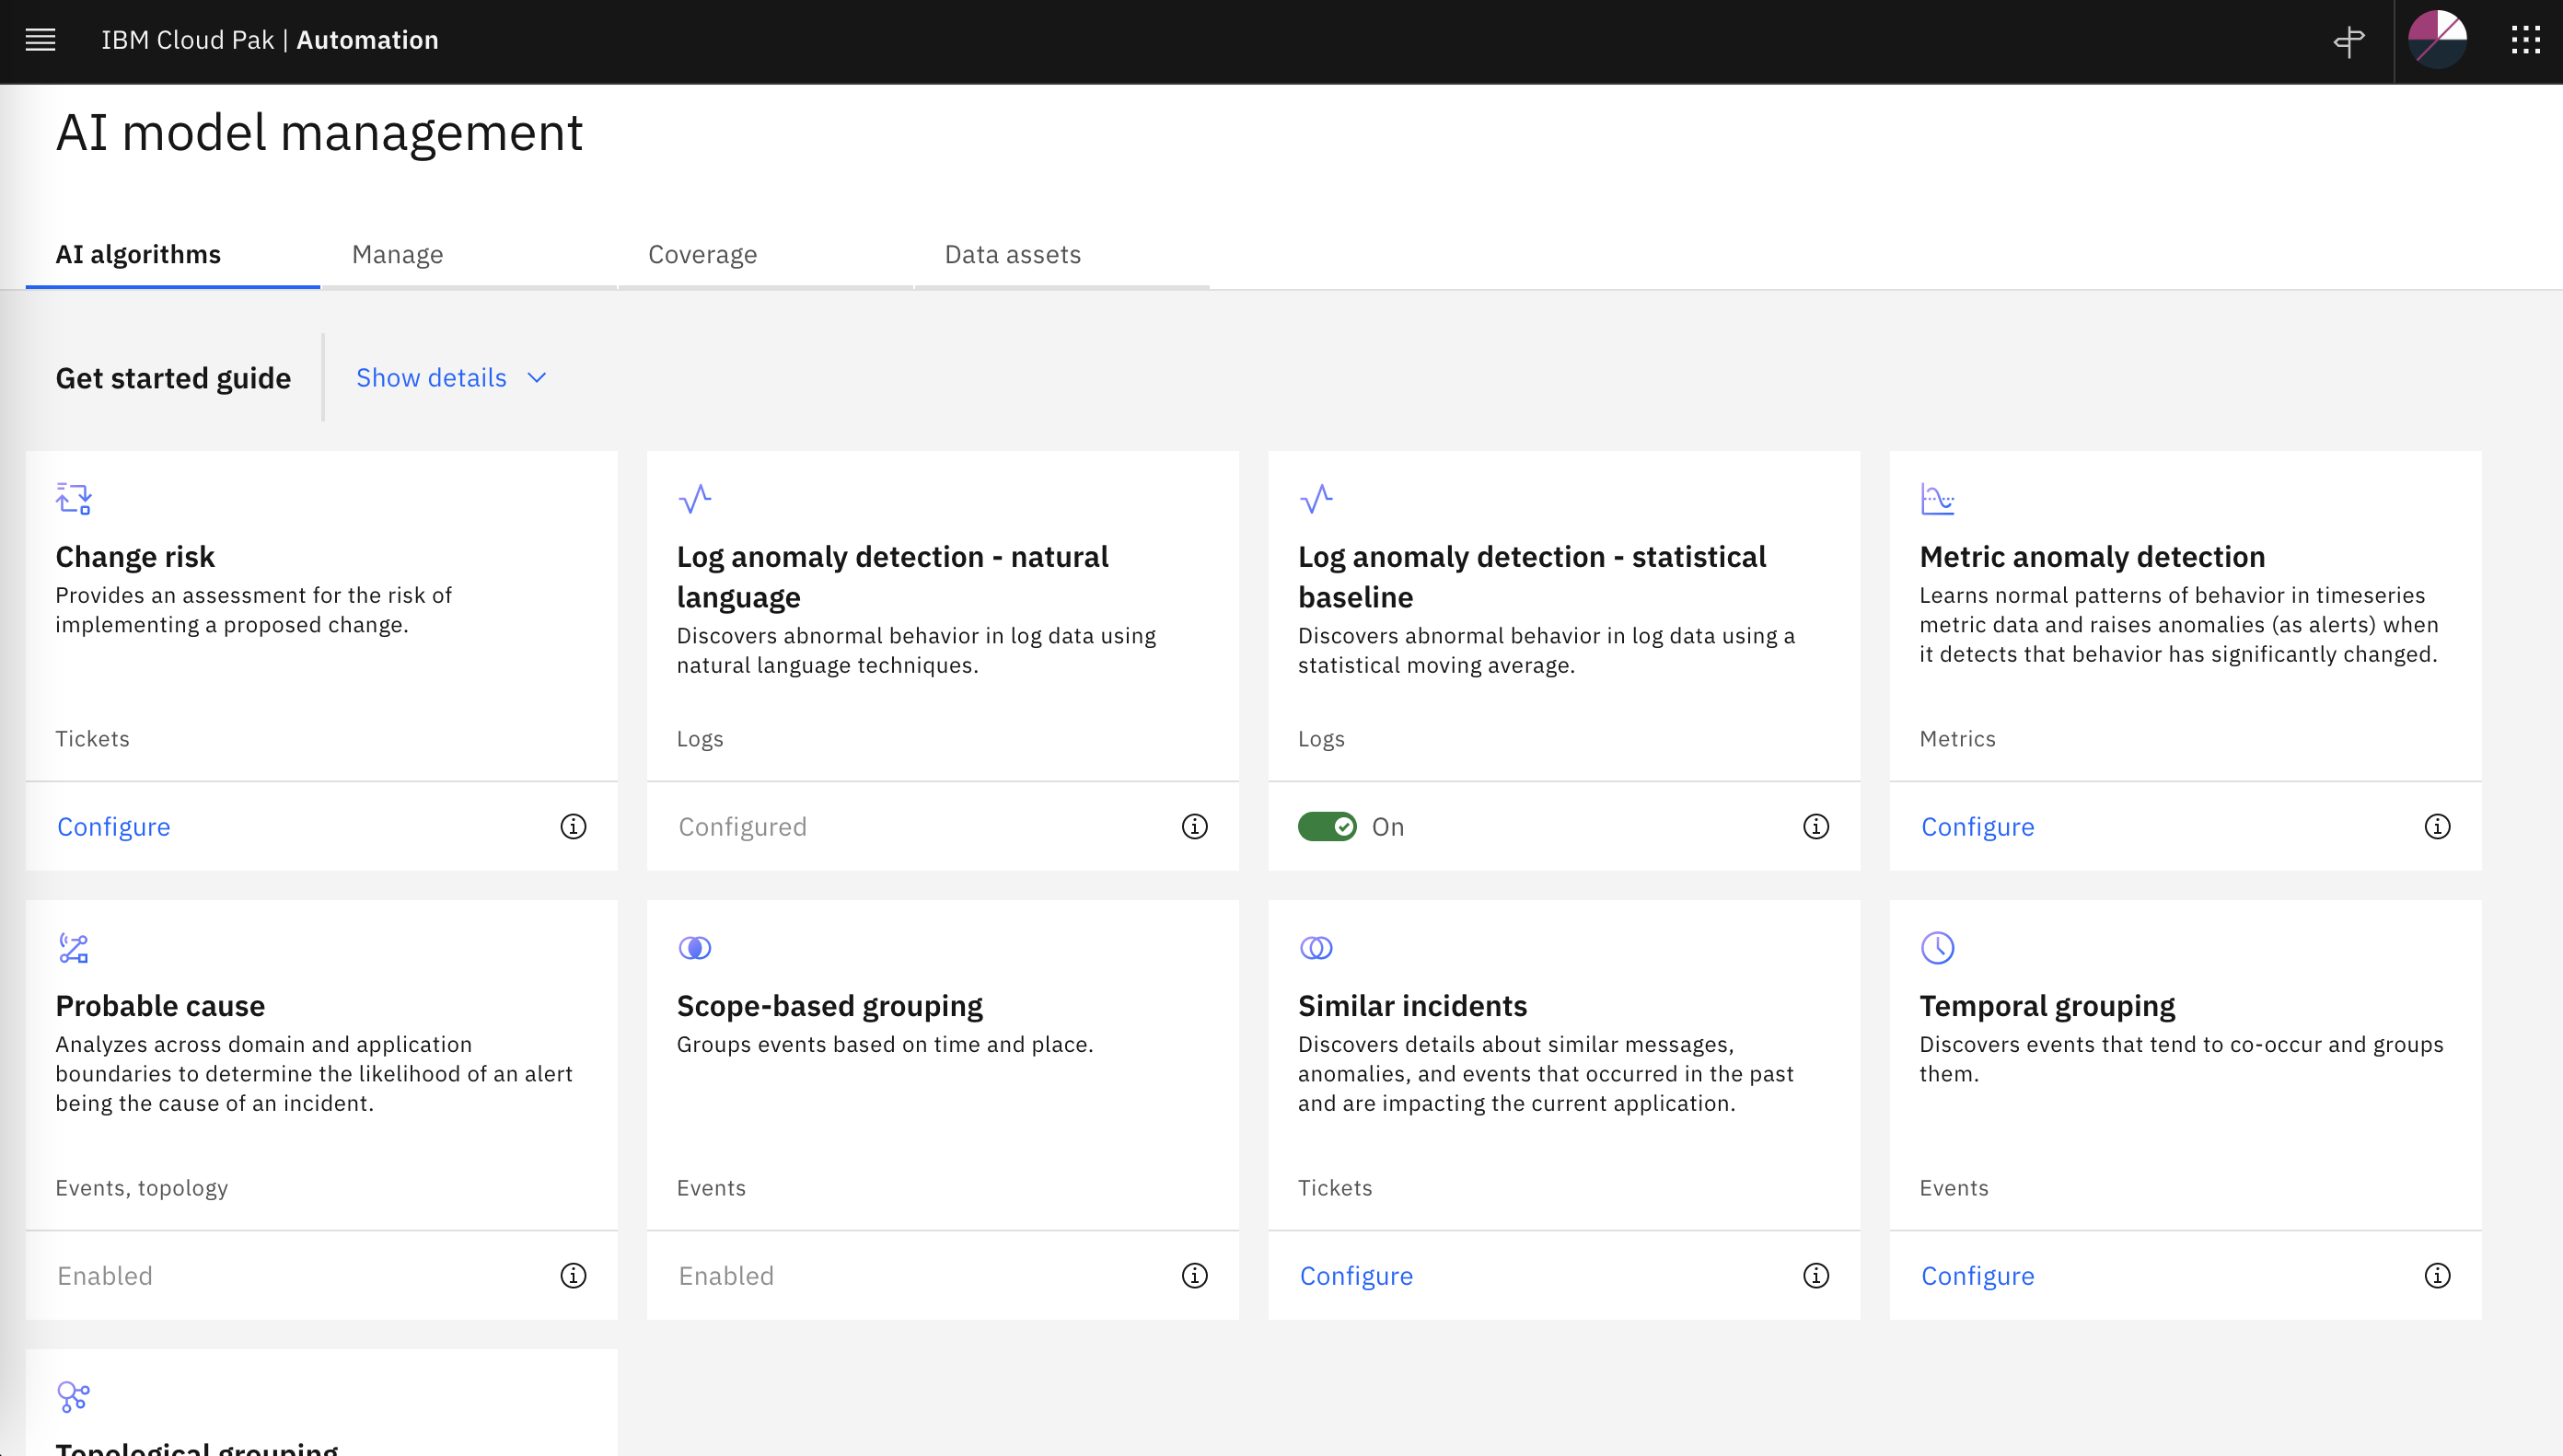 IBM Cloud Pak | Automation
AI model management
AI algorithms
Manage
Coverage
Data assets
Get started guide
Show details
Change risk
Provides an assessment for the risk of
implementing a proposed change.
Tickets
Configure
Log anomaly detection - natural
language
Discovers abnormal behavior in log data using
natural language techniques.
Logs
Configured
Log anomaly detection - statistical
baseline
Discovers abnormal behavior in log data using a
statistical moving average.
Logs
On
Metric anomaly detection
Learns normal patterns of behavior in timeseries
metric data and raises anomalies (as alerts) when
it detects that behavior has significantly changed.
Metrics
Configure
Probable cause
Analyzes across domain and application
boundaries to determine the likelihood of an alert
being the cause of an incident.
Events, topology
Enabled
Scope-based grouping
Groups events based on time and place.
Events
Enabled
Similar incidents
Discovers details about similar messages,
anomalies, and events that occurred in the past
and are impacting the current application.
Tickets
Configure
Temporal grouping
Discovers events that tend to co-occur and groups
them.
Events
Configure
Topological grouping